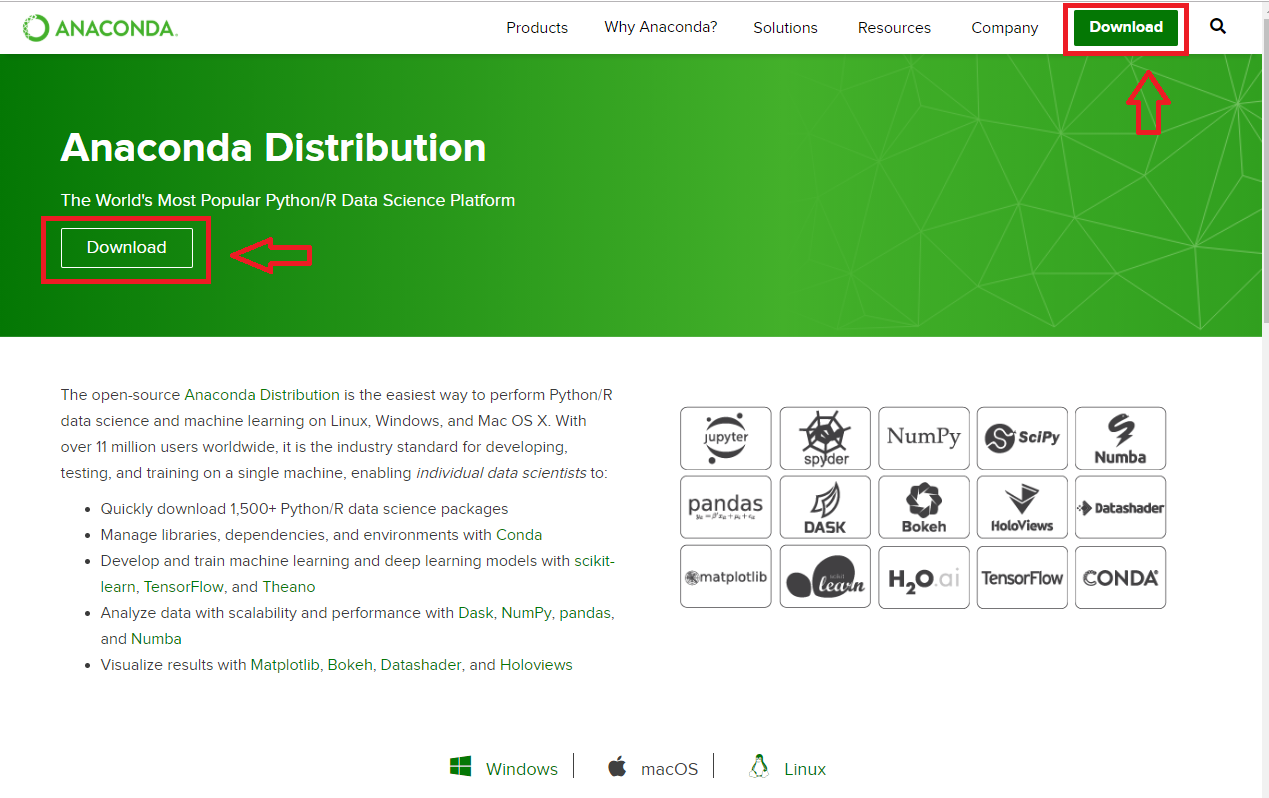 ANACONDA.
Products Why Anaconda? Solutions Resources Company Download
Anaconda Distribution
The World's Most Popular Python/R Data Science Platform
Download
The open-source Anaconda Distribution is the easiest way to perform Python/R
data science and machine learning on Linux, Windows, and Mac OS X. With
over 11 million users worldwide, it is the industry standard for developing,
testing, and training on a single machine, enabling individual data scientists to:
• Quickly download 1,500+ Python/R data science packages
• Manage libraries, dependencies, and environments with Conda
• Develop and train machine learning and deep learning models with scikit-
learn, TensorFlow, and Theano
• Analyze data with scalability and performance with Dask, NumPy, pandas,
and Numba
• Visualize results with Matplotlib, Bokeh, Datashader, and Holoviews
jupyter spyder NumPy SciPy Numba
pandas DASK Bokeh HoloViews Datashader
matplotlib scikit learn H2O.ai TensorFlow CONDA
Windows macOS Linux